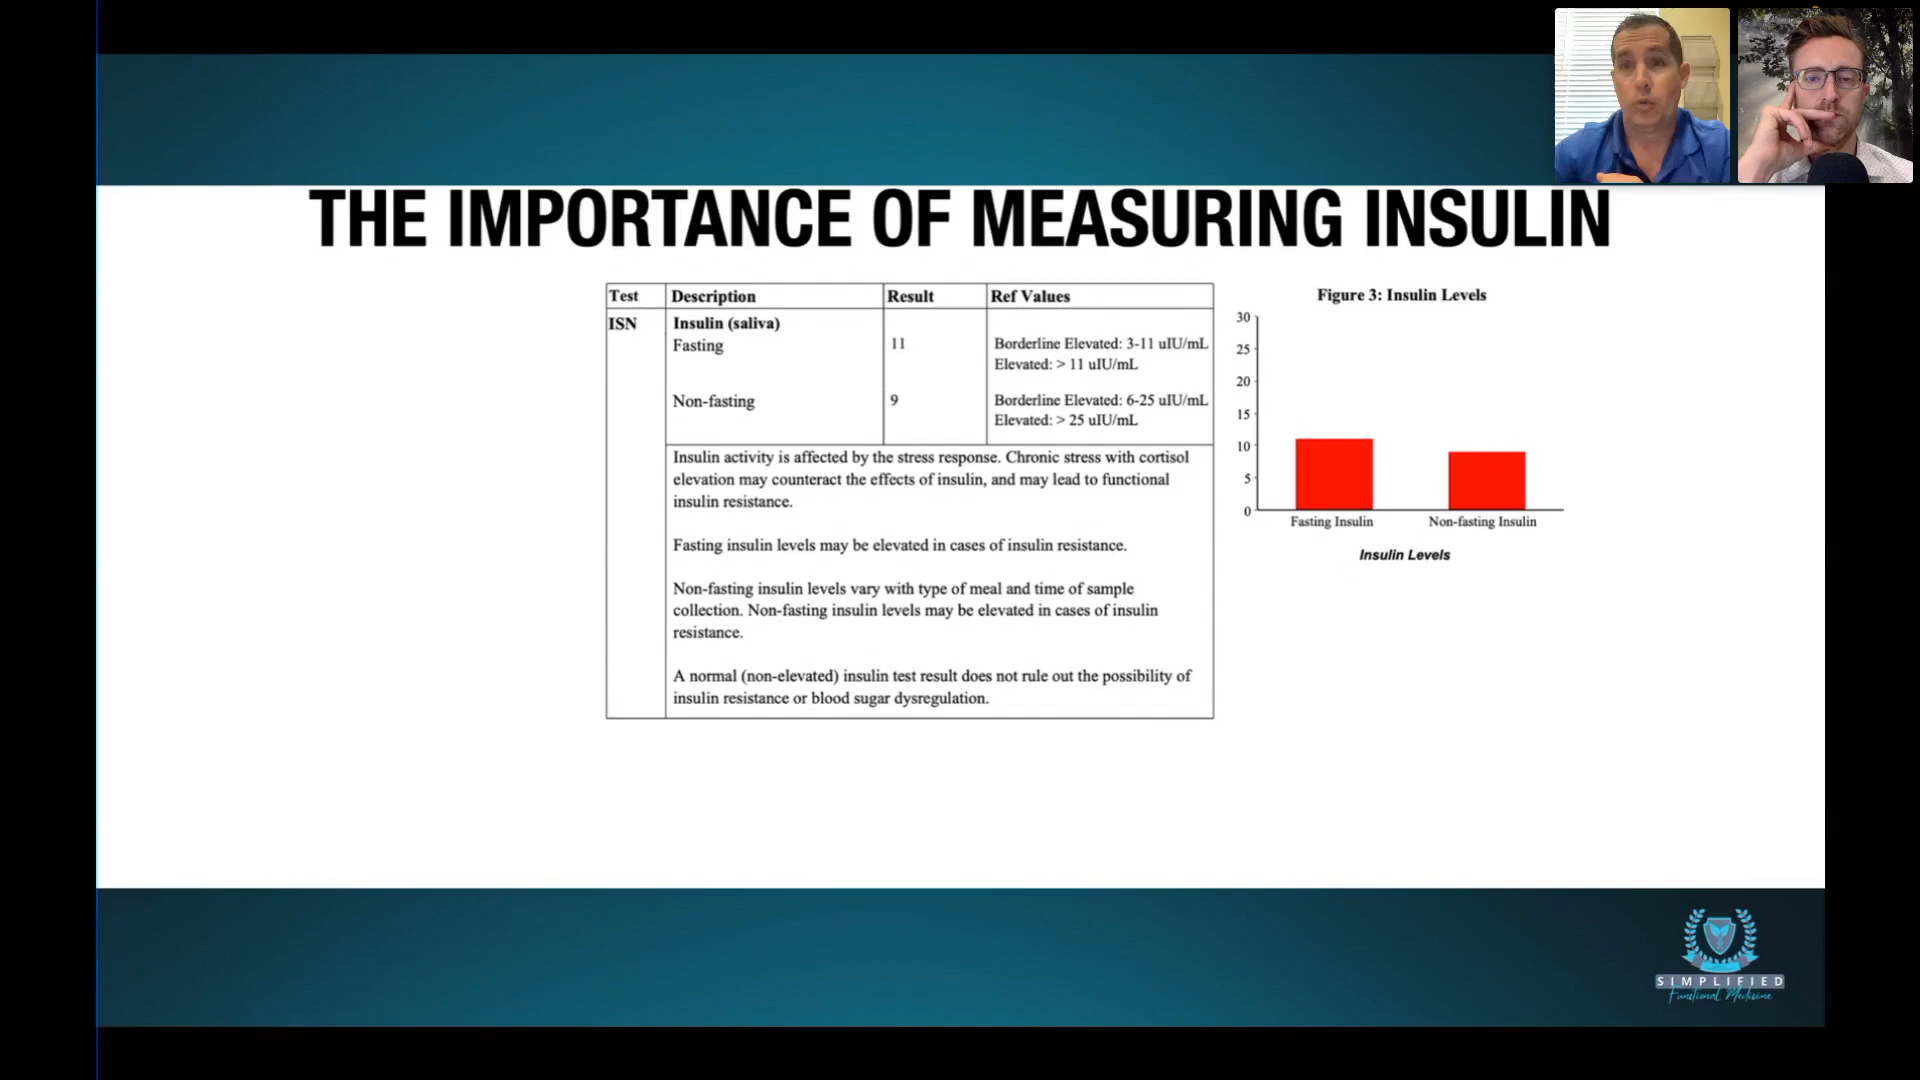 THE IMPORTANCE OF MEASURING INSULIN
Test Description Result Ref Values
ISN Insulin (saliva)
Fasting 11 Borderline Elevated: 3-11 uIU/mL
Elevated: > 11 uIU/mL
Non-fasting 9 Borderline Elevated: 6-25 uIU/mL
Elevated: > 25 uIU/mL
Insulin activity is affected by the stress response. Chronic stress with cortisol
elevation may counteract the effects of insulin, and may lead to functional
insulin resistance.
Fasting insulin levels may be elevated in cases of insulin resistance.
Non-fasting insulin levels vary with type of meal and time of sample
collection. Non-fasting insulin levels may be elevated in cases of insulin
resistance.
A normal (non-elevated) insulin test result does not rule out the possibility of
insulin resistance or blood sugar dysregulation.
Figure 3: Insulin Levels
30
25
20
15
10
5
0
Fasting Insulin Non-fasting Insulin
Insulin Levels
SIMPLIFIED
Functional Medicine